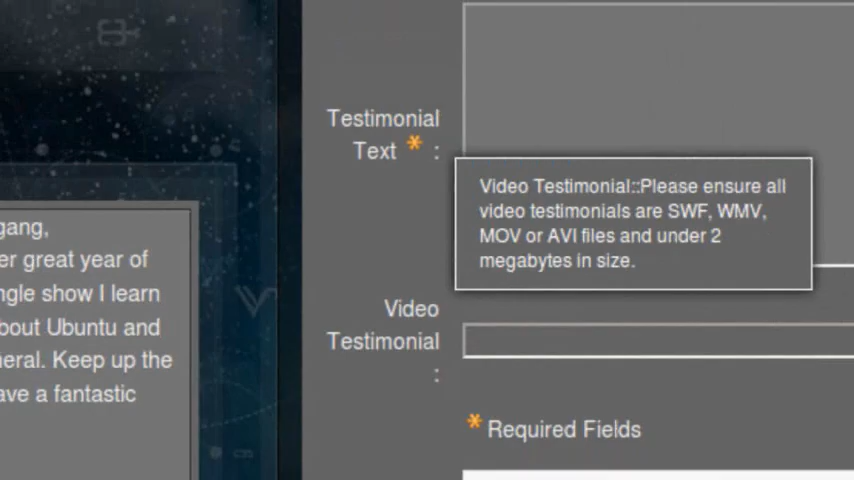 Testimonial
Text * :
Video Testimonial::Please ensure all
video testimonials are SWF, WMV,
MOV or AVI files and under 2
megabytes in size.
gang,
er great year of
ngle show I learn
bout Ubuntu and
neral. Keep up the
ave a fantastic
Video
Testimonial
:
* Required Fields